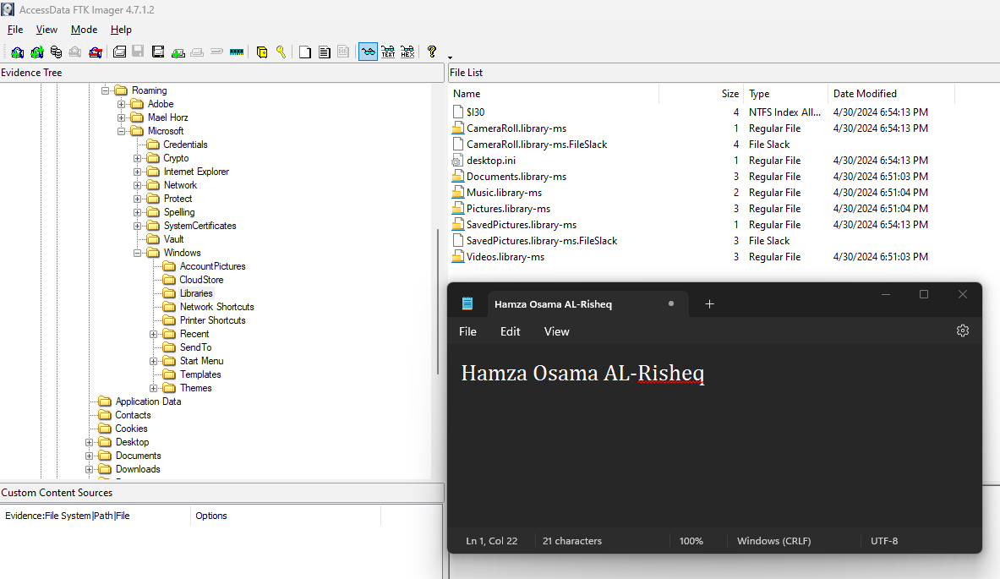 AccessData FTK Imager 4.7.1.2
File View Mode Help
TEXT HEX
Evidence Tree
Roaming
Adobe
Mael Horz
Microsoft
Credentials
Crypto
Internet Explorer
Network
Protect
Spelling
SystemCertificates
Vault
Windows
AccountPictures
CloudStore
Libraries
Network Shortcuts
Printer Shortcuts
Recent
SendTo
Start Menu
Templates
Themes
Application Data
Contacts
Cookies
Desktop
Documents
Downloads
Custom Content Sources
Evidence:File System|Path|File Options
File List
Name Size Type Date Modified
$I30 4 NTFS Index All... 4/30/2024 6:54:13 PM
CameraRoll.library-ms 1 Regular File 4/30/2024 6:54:13 PM
CameraRoll.library-ms.FileSlack 4 File Slack
desktop.ini 1 Regular File 4/30/2024 6:54:13 PM
Documents.library-ms 3 Regular File 4/30/2024 6:51:03 PM
Music.library-ms 2 Regular File 4/30/2024 6:51:04 PM
Pictures.library-ms 3 Regular File 4/30/2024 6:51:04 PM
SavedPictures.library-ms 1 Regular File 4/30/2024 6:54:13 PM
SavedPictures.library-ms.FileSlack 3 File Slack
Videos.library-ms 3 Regular File 4/30/2024 6:51:03 PM
Hamza Osama AL-Risheq
File Edit View
Hamza Osama AL-Risheq
Ln 1, Col 22 21 characters 100% Windows (CRLF) UTF-8